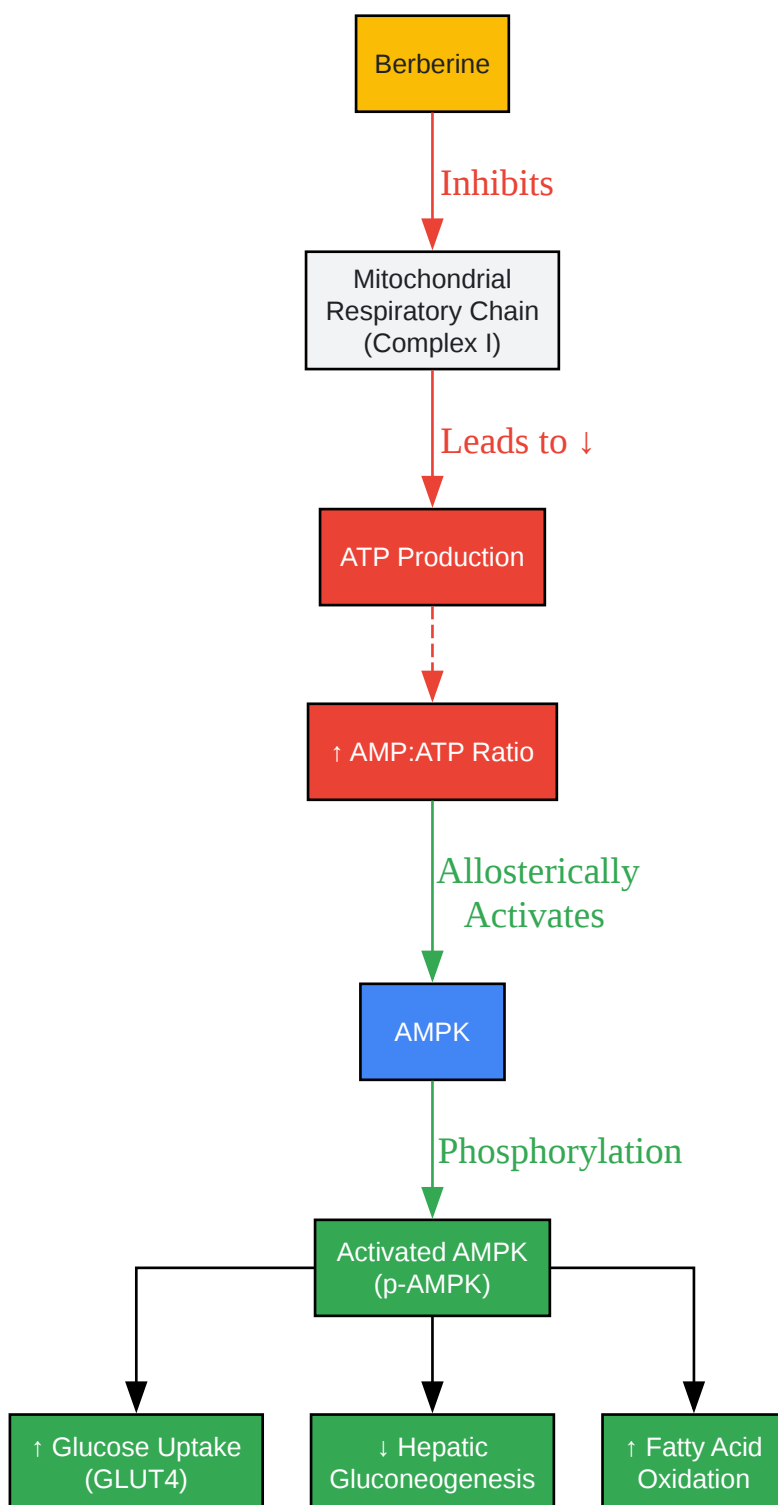 Berberine
Inhibits
Mitochondrial
Respiratory Chain
(Complex I)
Leads to ↓
ATP Production
↑ AMP:ATP Ratio
Allosterically
Activates
AMPK
Phosphorylation
Activated AMPK
(p-AMPK)
↑ Glucose Uptake
(GLUT4)
↓ Hepatic
Gluconeogenesis
↑ Fatty Acid
Oxidation